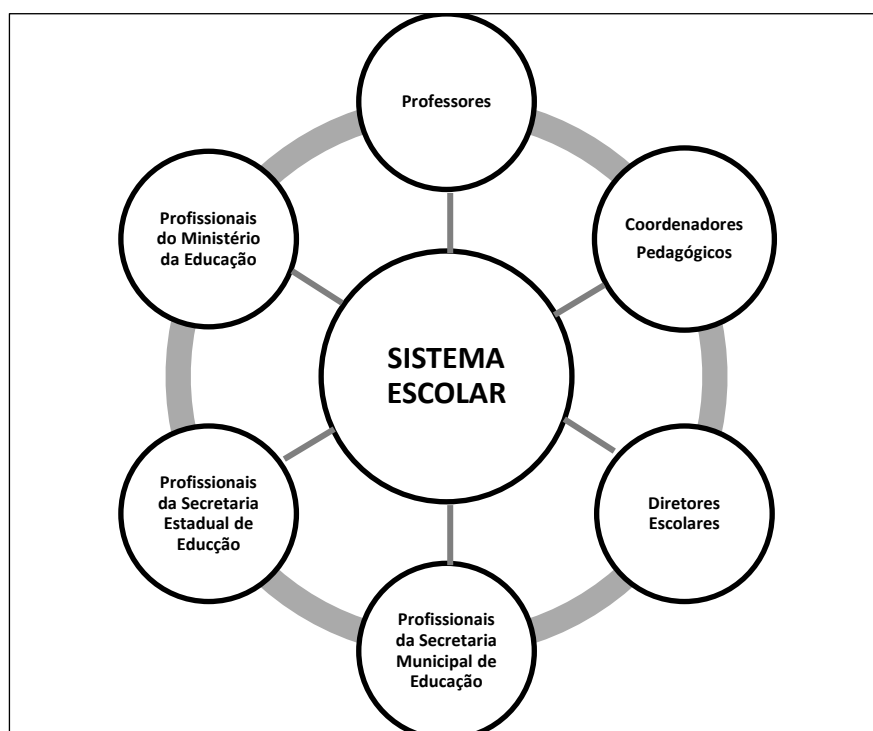 Professores
Coordenadores
Pedagógicos
Diretores
Escolares
Profissionais
da Secretaria
Municipal de
Educação
Profissionais
da Secretaria
Estadual de
Educção
Profissionais
do Ministério
da Educação
SISTEMA
ESCOLAR